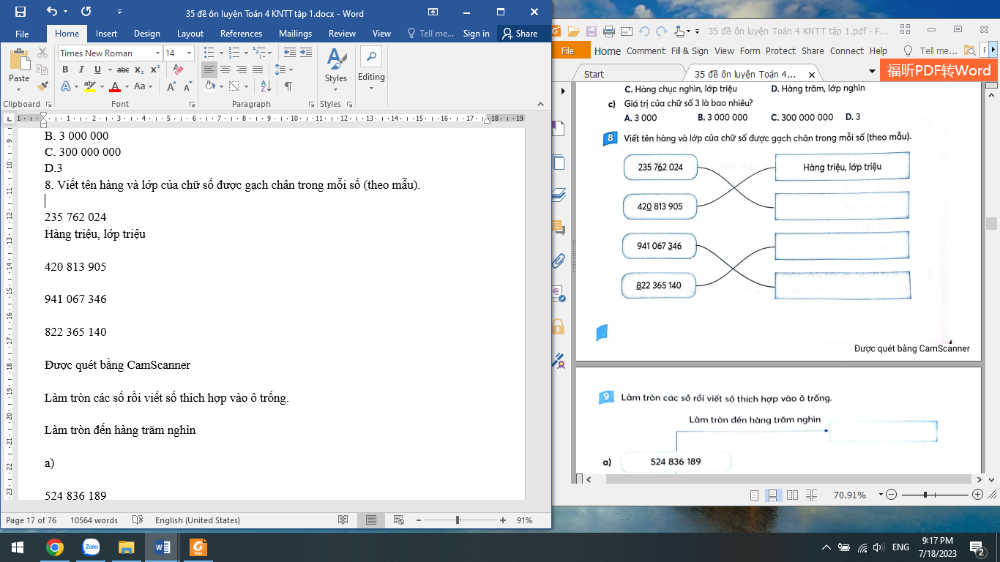 35 đề ôn luyện Toán 4 KNTT tập 1.docx - Word
File
Home
Insert
Design
Layout
References
Mailings
Review
View
Tell me...
Sign in
Share
Times New Roman
14
Paste
B I U abc x₂ x²
Aa
Styles
Editing
Clipboard
Font
Paragraph
Styles
B. 3 000 000
C. 300 000 000
D.3
8. Viết tên hàng và lớp của chữ số được gạch chân trong mỗi số (theo mẫu).
235 762 024
Hàng triệu, lớp triệu
420 813 905
941 067 346
822 365 140
Được quét bằng CamScanner
Làm tròn các số rồi viết số thích hợp vào ô trống.
Làm tròn đến hàng trăm nghìn
a)
524 836 189
Page 17 of 76
10564 words
English (United States)
91%
35 đề ôn luyện Toán 4 KNTT tập 1.pdf - F...
File
Home
Comment
Fill & Sign
View
Form
Protect
Share
Connect
Help
Tell me...
Start
35 đề ôn luyện Toán 4...
福昕PDF转Word
C. Hàng chục nghìn, lớp triệu
D. Hàng trăm, lớp nghìn
c) Giá trị của chữ số 3 là bao nhiêu?
A. 3 000 B. 3 000 000 C. 300 000 000 D. 3
8 Viết tên hàng và lớp của chữ số được gạch chân trong mỗi số (theo mẫu).
235 762 024
Hàng triệu, lớp triệu
420 813 905
941 067 346
822 365 140
Được quét bằng CamScanner
9 Làm tròn các số rồi viết số thích hợp vào ô trống.
Làm tròn đến hàng trăm nghìn
a) 524 836 189
70.91%
ENG
9:17 PM
7/18/2023
2